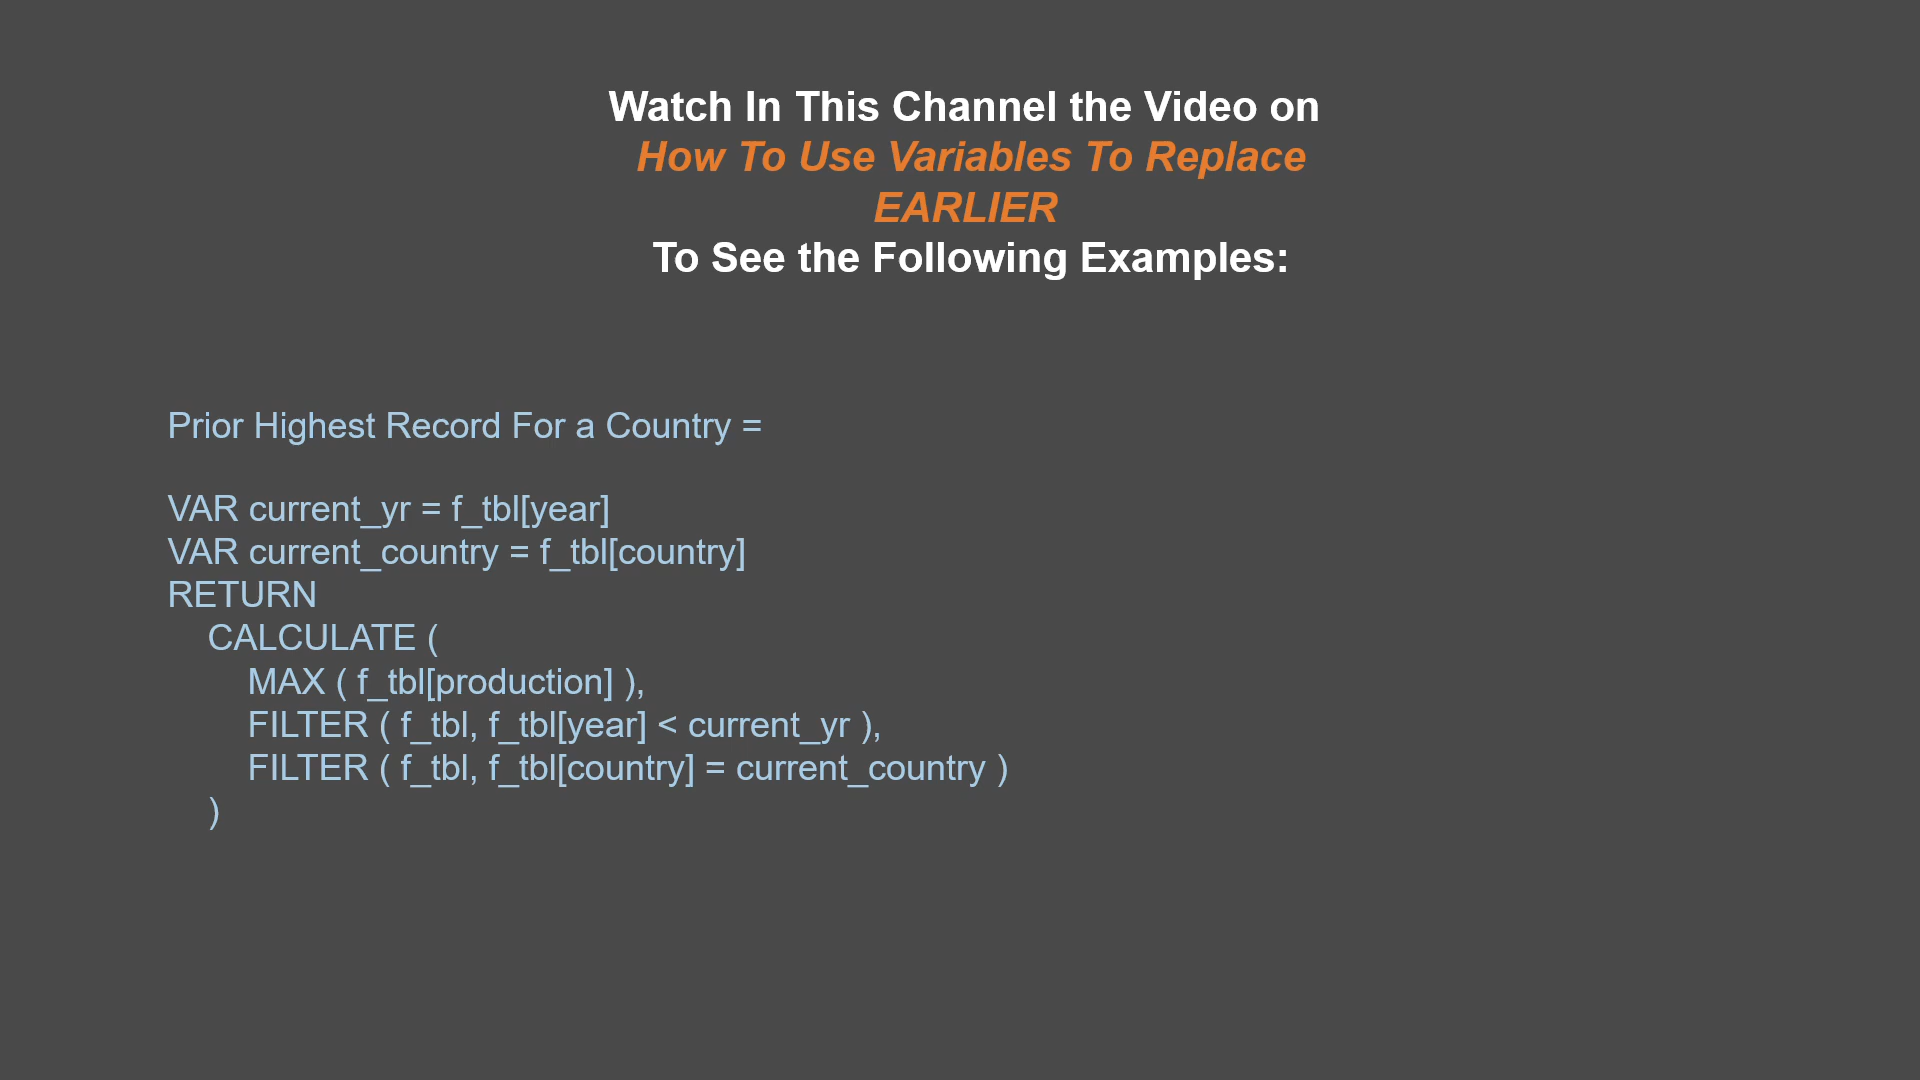 Watch In This Channel the Video on
How To Use Variables To Replace
EARLIER
To See the Following Examples:
Prior Highest Record For a Country =
VAR current_yr = f_tbl[year]
VAR current_country = f_tbl[country]
RETURN
CALCULATE (
MAX ( f_tbl[production] ),
FILTER ( f_tbl, f_tbl[year] < current_yr ),
FILTER ( f_tbl, f_tbl[country] = current_country )
)